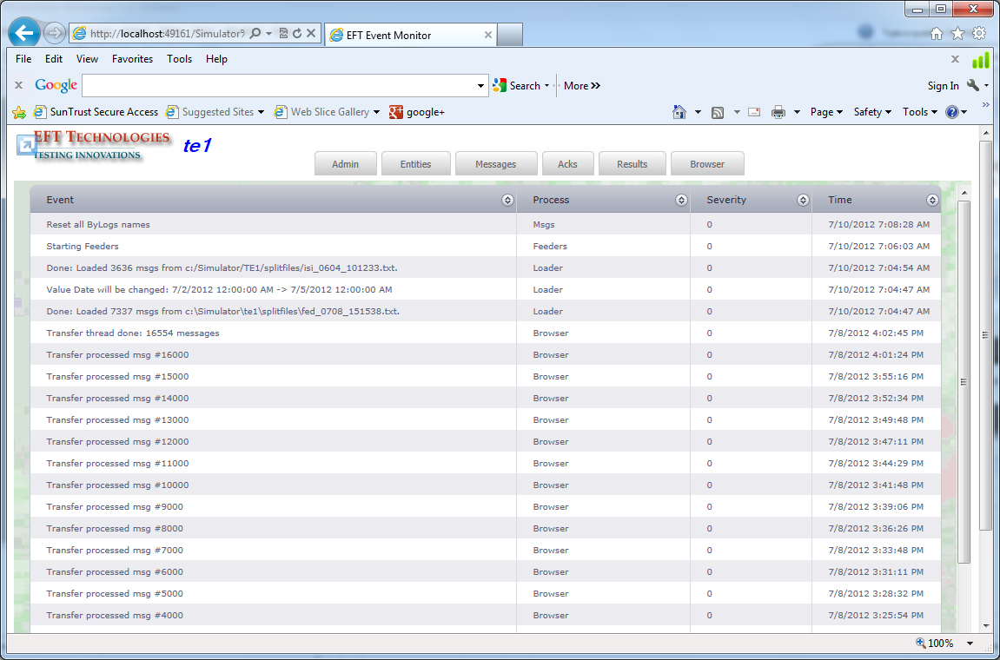 http://localhost:49161/Simulator9
EFT Event Monitor
File Edit View Favorites Tools Help
Google Search More »
Sign In
SunTrust Secure Access Suggested Sites Web Slice Gallery google+ Page Safety Tools
EFT TECHNOLOGIES
TESTING INNOVATIONS
te1
Admin Entities Messages Acks Results Browser
Event Process Severity Time
Reset all ByLogs names Msgs 0 7/10/2012 7:08:28 AM
Starting Feeders Feeders 0 7/10/2012 7:06:03 AM
Done: Loaded 3636 msgs from c:/Simulator/TE1/splitfiles/isi_0604_101233.txt. Loader 0 7/10/2012 7:04:54 AM
Value Date will be changed: 7/2/2012 12:00:00 AM -> 7/5/2012 12:00:00 AM Loader 0 7/10/2012 7:04:47 AM
Done: Loaded 7337 msgs from c:\Simulator\te1\splitfiles\fed_0708_151538.txt. Loader 0 7/10/2012 7:04:47 AM
Transfer thread done: 16554 messages Browser 0 7/8/2012 4:02:45 PM
Transfer processed msg #16000 Browser 0 7/8/2012 4:01:24 PM
Transfer processed msg #15000 Browser 0 7/8/2012 3:55:16 PM
Transfer processed msg #14000 Browser 0 7/8/2012 3:52:34 PM
Transfer processed msg #13000 Browser 0 7/8/2012 3:49:48 PM
Transfer processed msg #12000 Browser 0 7/8/2012 3:47:11 PM
Transfer processed msg #11000 Browser 0 7/8/2012 3:44:29 PM
Transfer processed msg #10000 Browser 0 7/8/2012 3:41:48 PM
Transfer processed msg #9000 Browser 0 7/8/2012 3:39:06 PM
Transfer processed msg #8000 Browser 0 7/8/2012 3:36:26 PM
Transfer processed msg #7000 Browser 0 7/8/2012 3:33:48 PM
Transfer processed msg #6000 Browser 0 7/8/2012 3:31:11 PM
Transfer processed msg #5000 Browser 0 7/8/2012 3:28:32 PM
Transfer processed msg #4000 Browser 0 7/8/2012 3:25:54 PM
100%